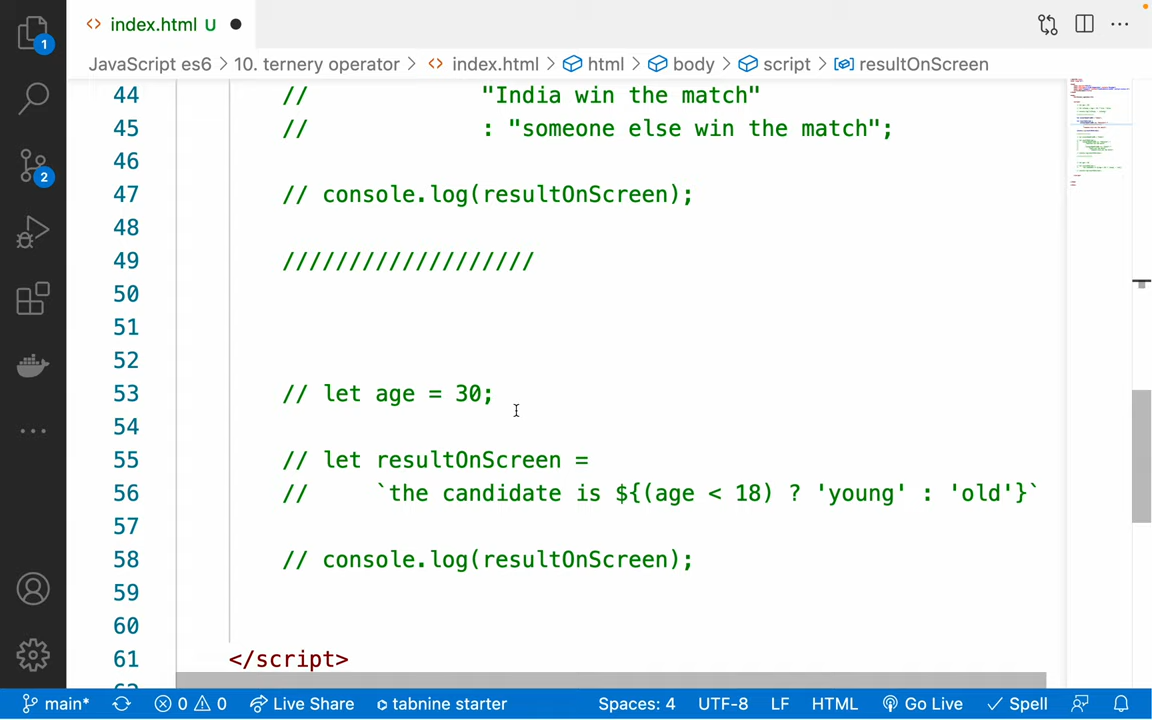 index.html U
JavaScript es6 > 10. ternery operator > index.html > html > body > script > resultOnScreen
1
2
44 // "India win the match"
45 // : "someone else win the match";
46
47 // console.log(resultOnScreen);
48
49 ///////////////////
50
51
52
53 // let age = 30;
54
55 // let resultOnScreen =
56 // `the candidate is ${(age < 18) ? 'young' : 'old'}`
57
58 // console.log(resultOnScreen);
59
60
61 </script>
main* 0 0 Live Share tabnine starter Spaces: 4 UTF-8 LF HTML Go Live Spell